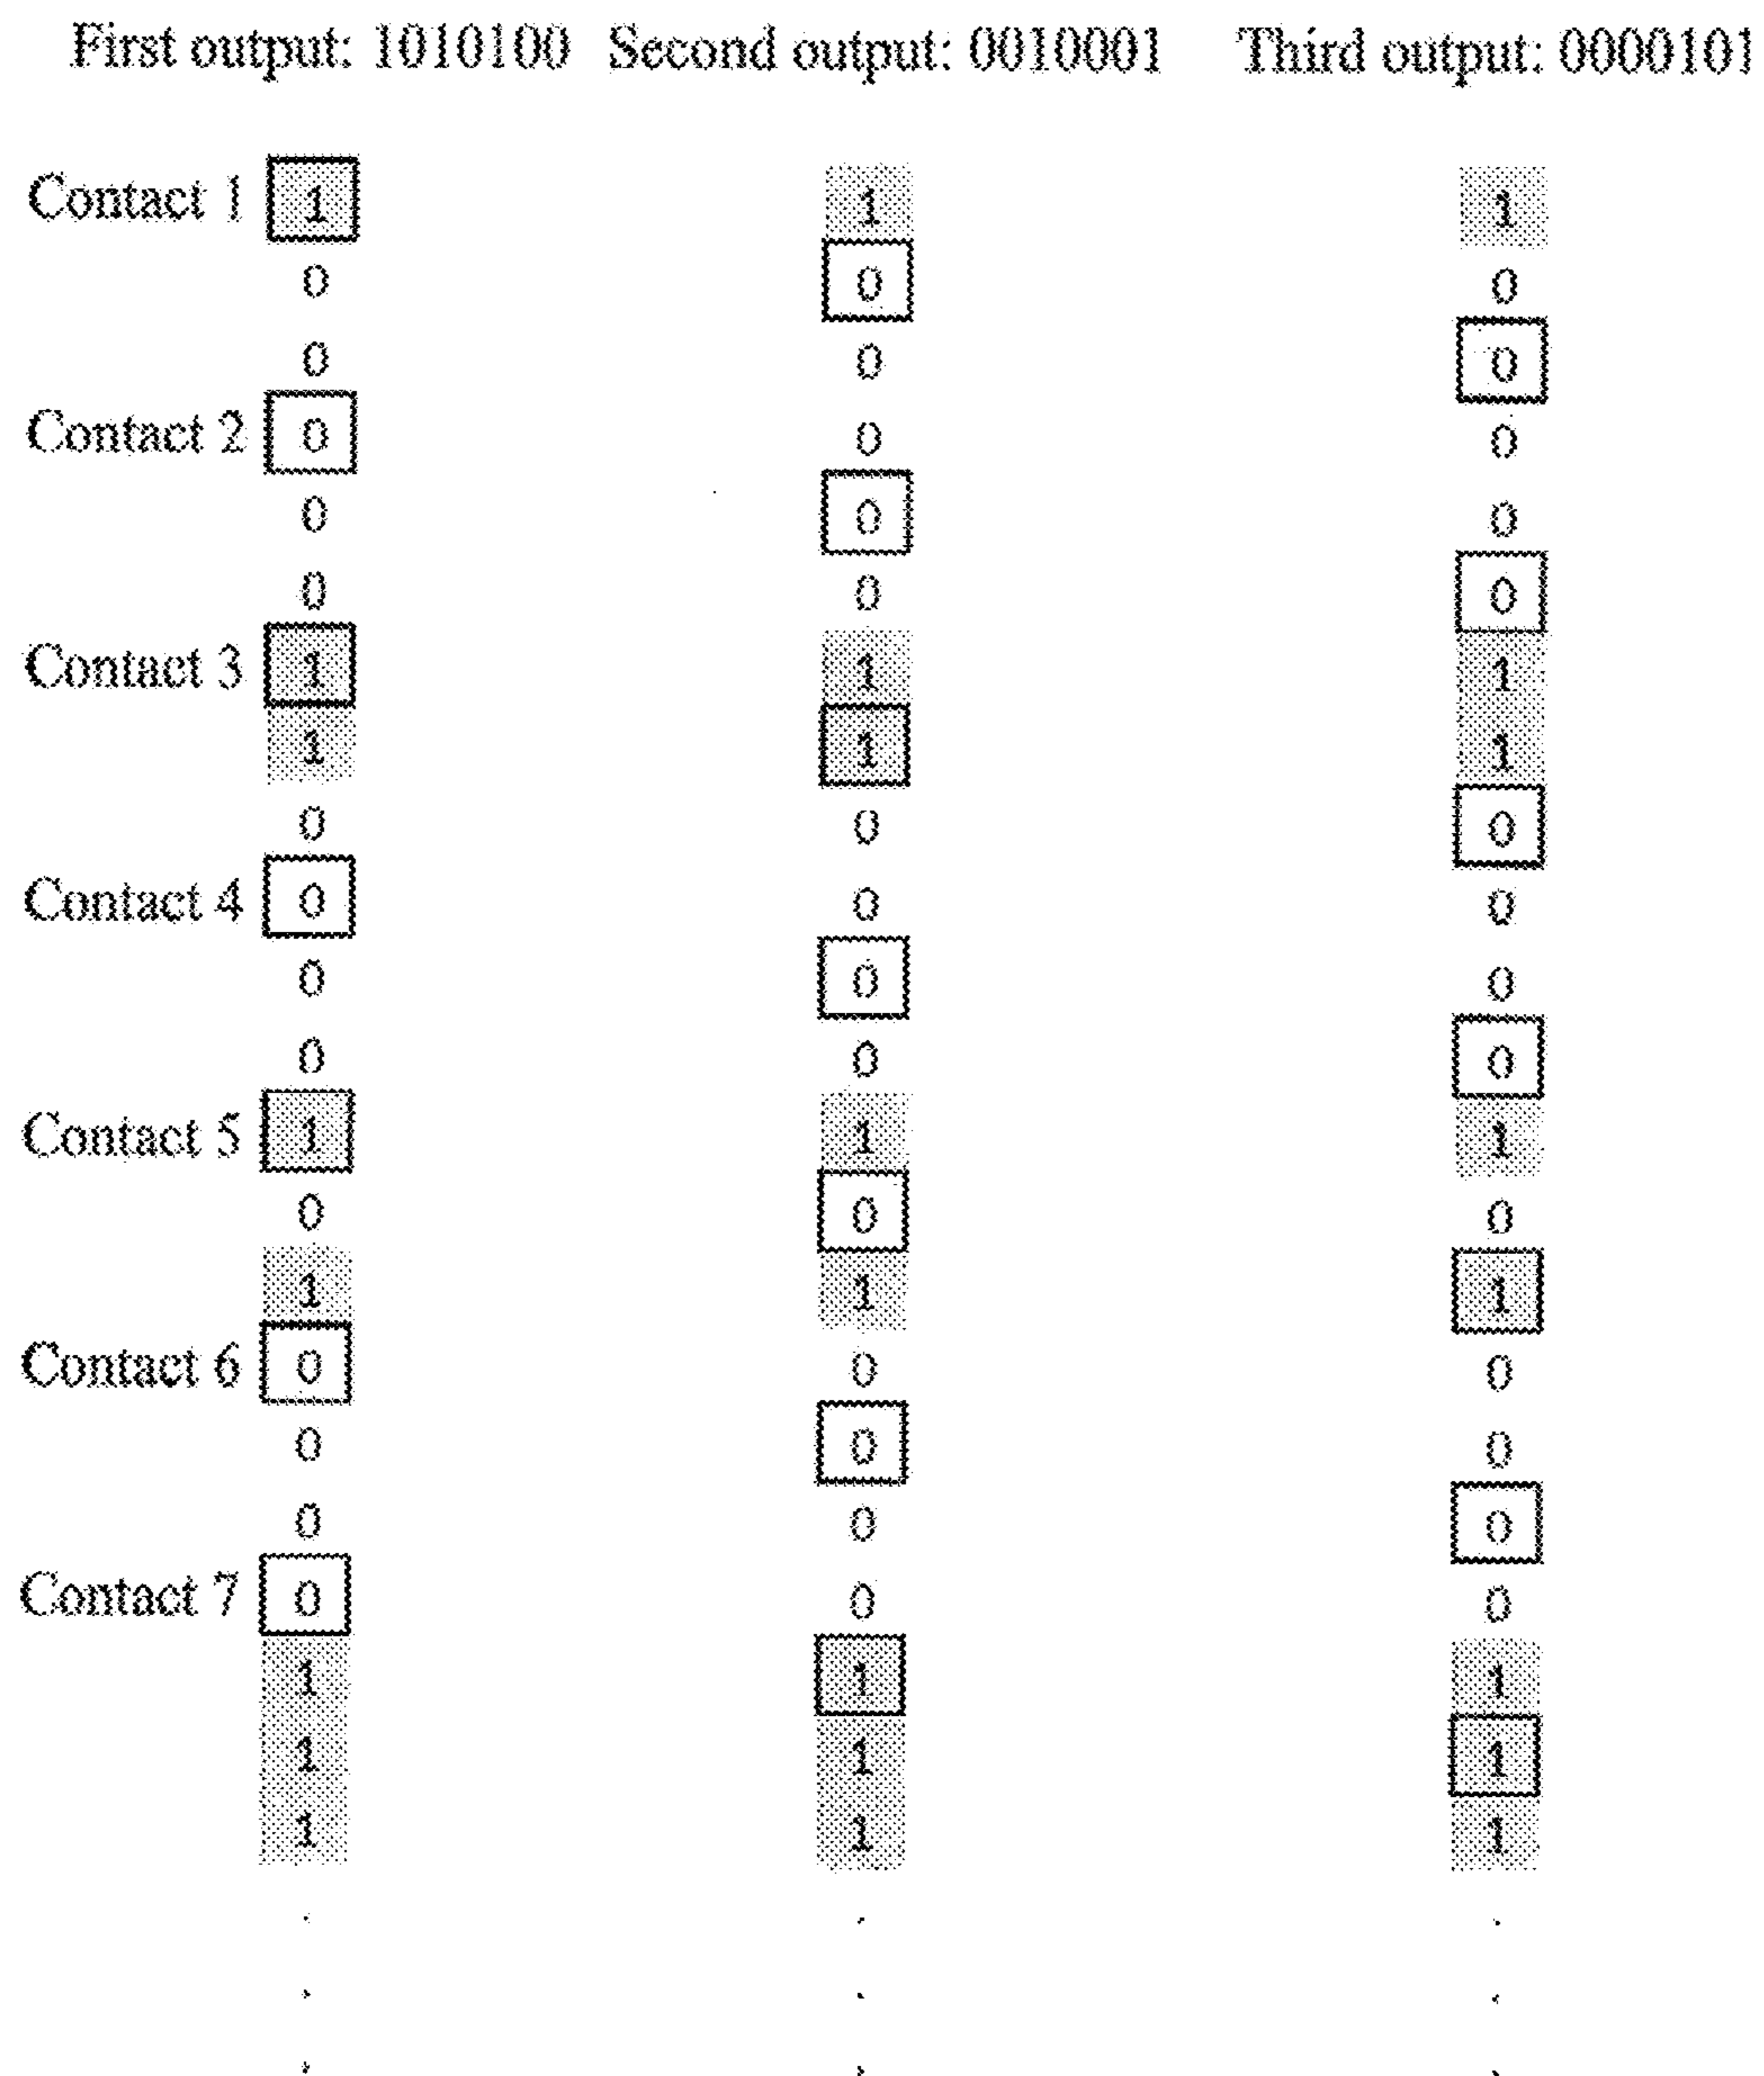 First output: 1010100 Second output: 0010001 Third output: 0000101
Contact 1 1 1 1
0 0 0
0 0 0
Contact 2 0 0 0
0 0 0
0 0 0
Contact 3 1 1 1
1 1 1
0 0 0
Contact 4 0 0 0
0 0 0
0 0 0
Contact 5 1 1 1
0 0 0
1 1 1
Contact 6 0 0 0
0 0 0
0 0 0
Contact 7 0 0 0
1 1 1
1 1 1
1 1 1
. . .
. . .
. . .